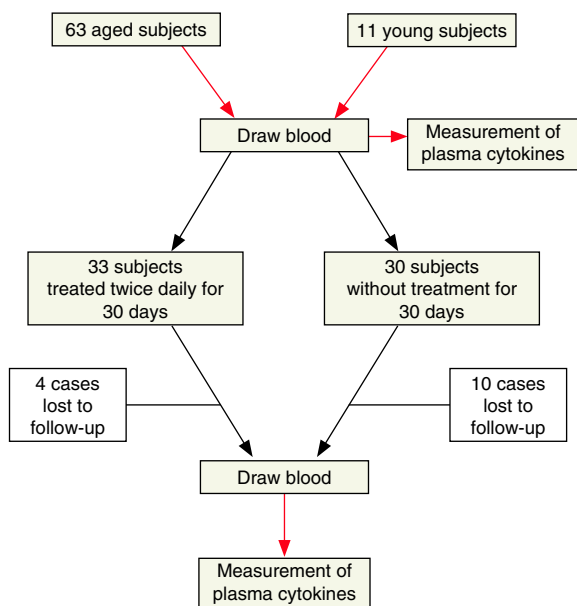 63 aged subjects
11 young subjects
Draw blood
Measurement of
plasma cytokines
33 subjects
treated twice daily for
30 days
30 subjects
without treatment for
30 days
4 cases
lost to
follow-up
10 cases
lost to
follow-up
Draw blood
Measurement of
plasma cytokines